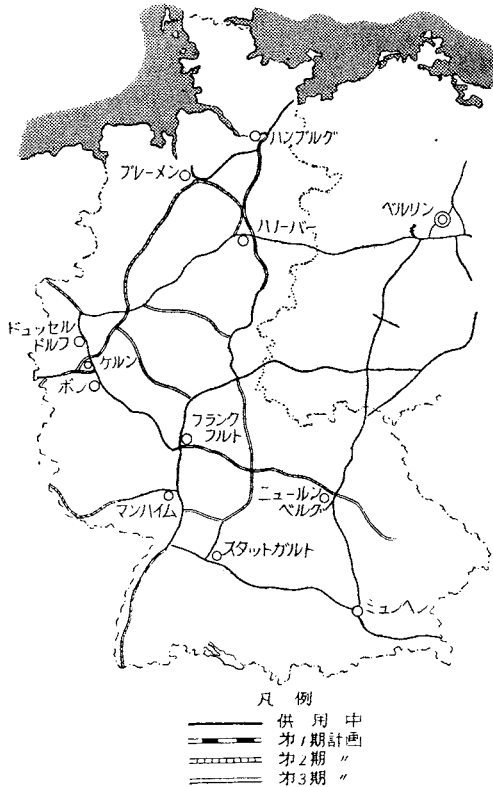 ハンブルグ
ブレーメン
ベルリン
ハノーバー
ドュッセル
ドルフ
ケルン
ボン
フランク
フルト
ニュールン
ベルグ
マンハイム
スタットガルト
ミュンヘン
凡例
供用中
第1期計画
第2期 〃
第3期 〃